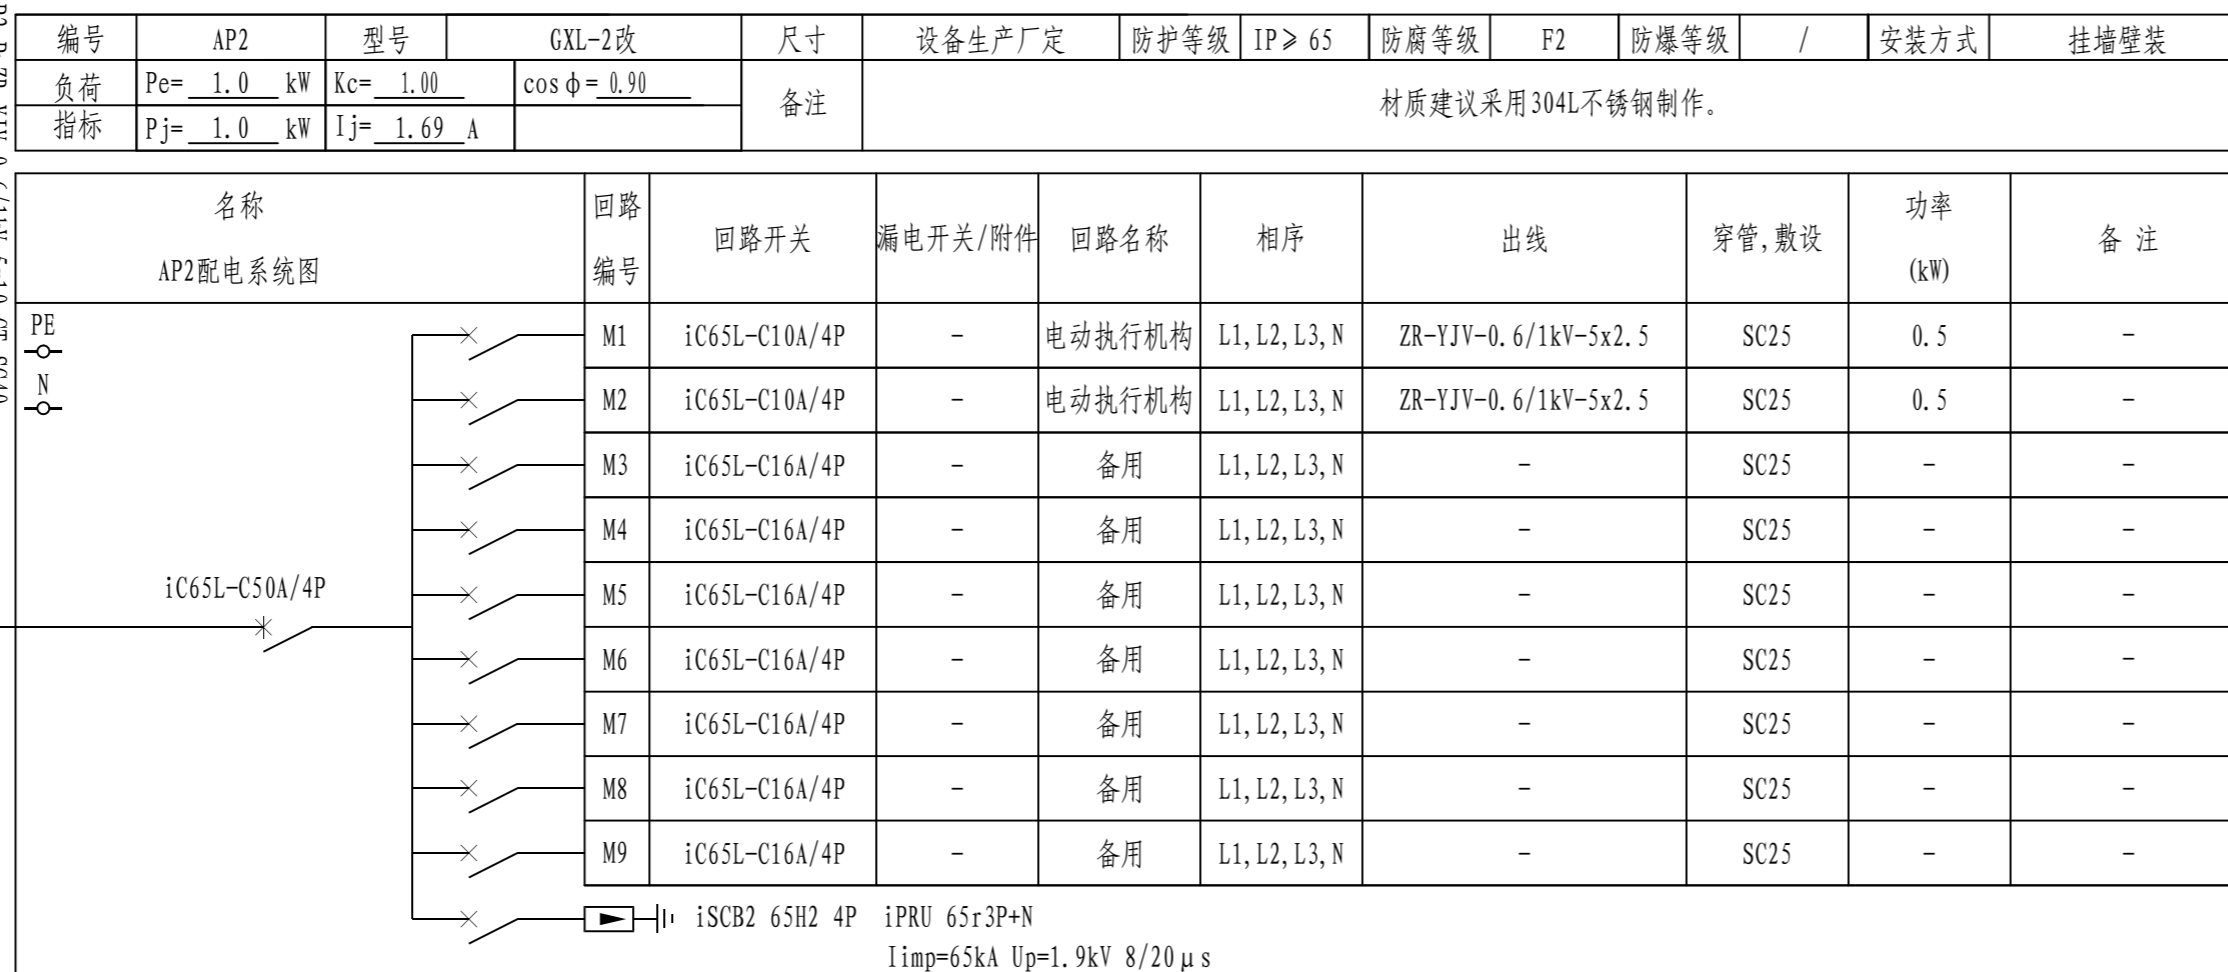 编号 AP2 型号 GXL-2改 尺寸 设备生产厂定 防护等级 IP≥65 防腐等级 F2 防爆等级 / 安装方式 挂墙壁装
负荷 Pe= 1.0 kW Kc= 1.00 cosφ= 0.90 备注 材质建议采用304L不锈钢制作。
指标 Pj= 1.0 kW Ij= 1.69 A
名称 回路 功率
回路开关 漏电开关/附件 回路名称 相序 出线 穿管,敷设 备 注
AP2配电系统图 编号 (kW)
PE
N
M1 iC65L-C10A/4P - 电动执行机构 L1,L2,L3,N ZR-YJV-0.6/1kV-5x2.5 SC25 0.5 -
M2 iC65L-C10A/4P - 电动执行机构 L1,L2,L3,N ZR-YJV-0.6/1kV-5x2.5 SC25 0.5 -
M3 iC65L-C16A/4P - 备用 L1,L2,L3,N - SC25 - -
M4 iC65L-C16A/4P - 备用 L1,L2,L3,N - SC25 - -
iC65L-C50A/4P
M5 iC65L-C16A/4P - 备用 L1,L2,L3,N - SC25 - -
M6 iC65L-C16A/4P - 备用 L1,L2,L3,N - SC25 - -
M7 iC65L-C16A/4P - 备用 L1,L2,L3,N - SC25 - -
M8 iC65L-C16A/4P - 备用 L1,L2,L3,N - SC25 - -
M9 iC65L-C16A/4P - 备用 L1,L2,L3,N - SC25 - -
iSCB2 65H2 4P iPRU 65r3P+N
Iimp=65kA Up=1.9kV 8/20μs